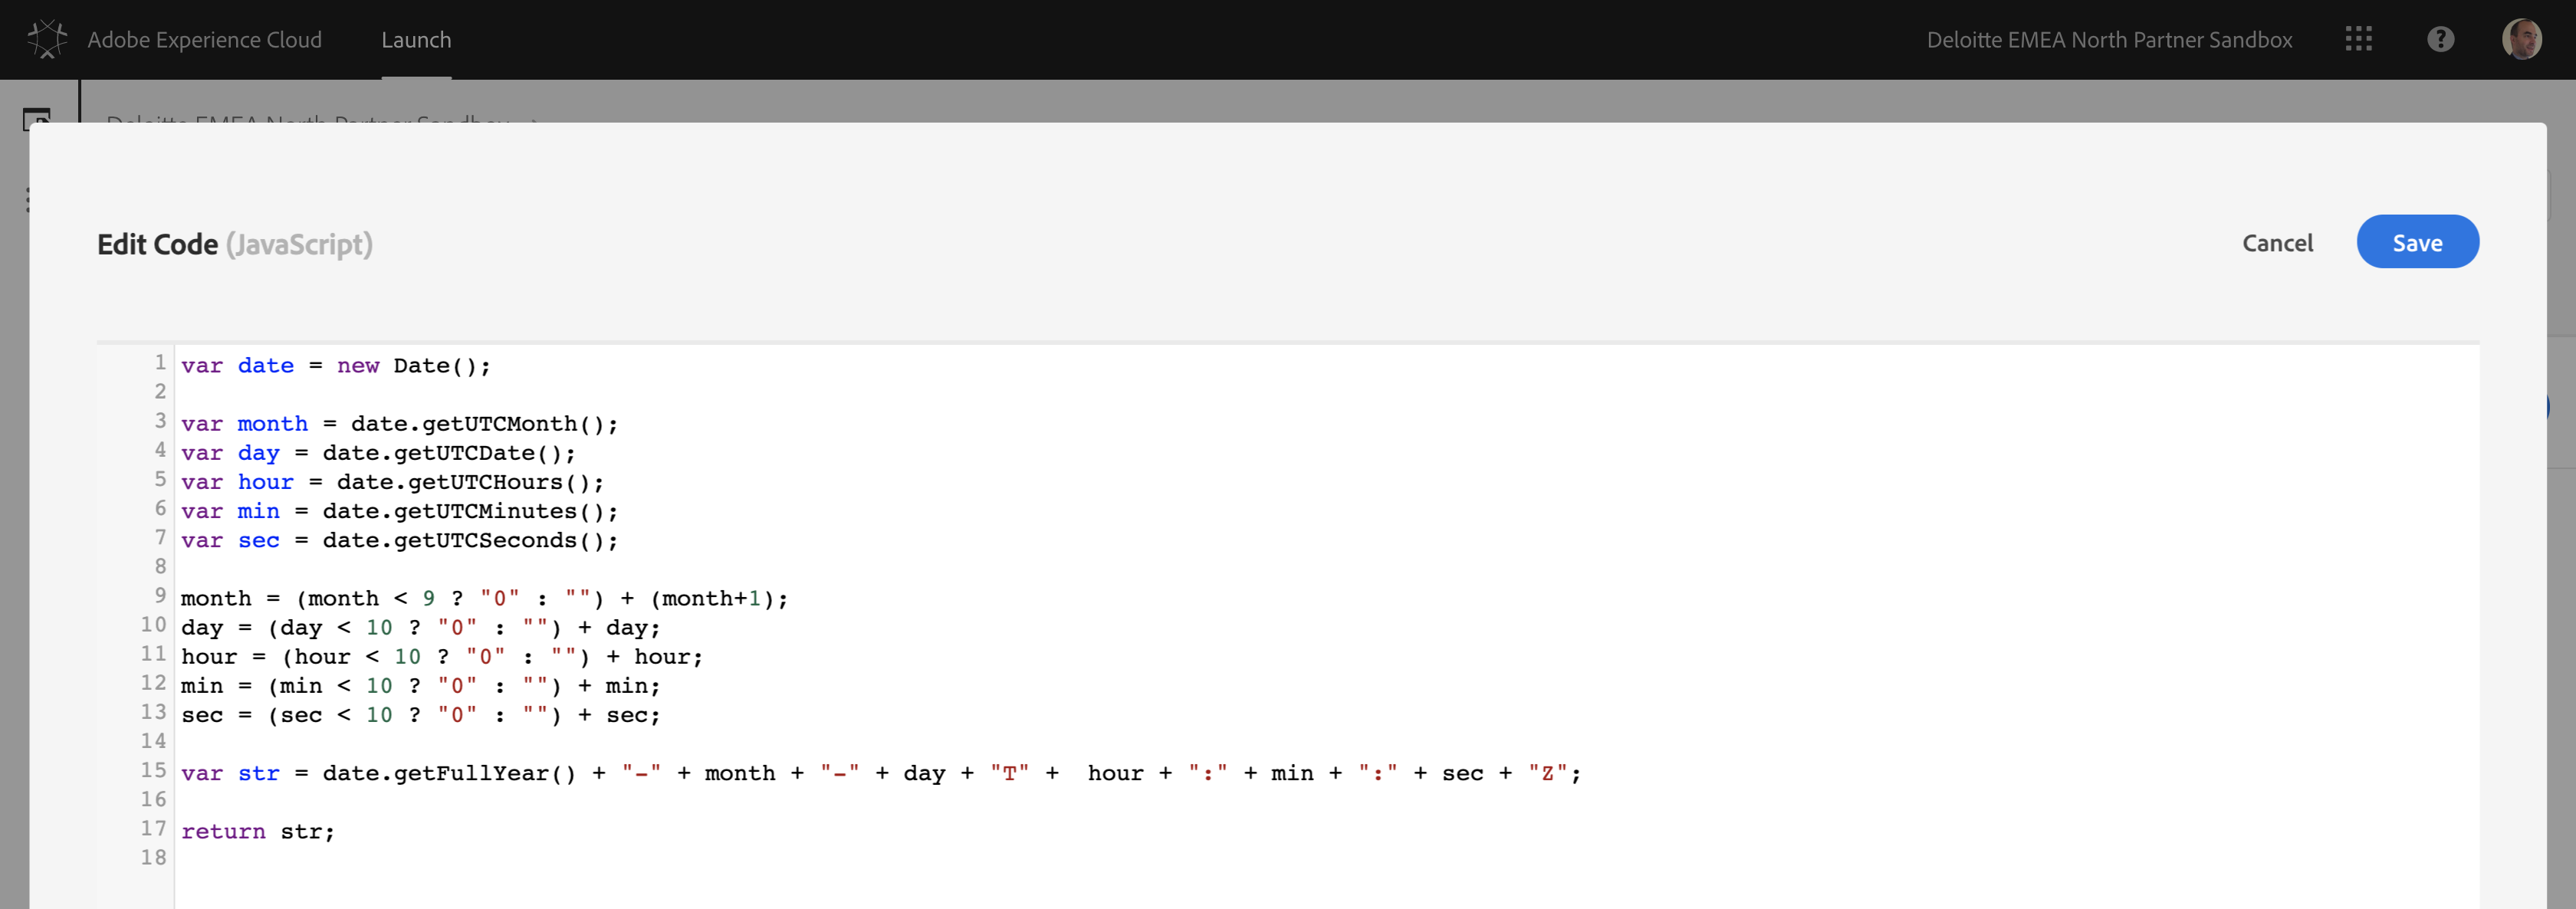 Adobe Experience Cloud Launch Deloitte EMEA North Partner Sandbox ?
Deloitte EMEA North Partner Sandbox >
Edit Code (JavaScript) Cancel Save
1 var date = new Date();
2
3 var month = date.getUTCMonth();
4 var day = date.getUTCDate();
5 var hour = date.getUTCHours();
6 var min = date.getUTCMinutes();
7 var sec = date.getUTCSeconds();
8
9 month = (month < 9 ? "0" : "") + (month+1);
10 day = (day < 10 ? "0" : "") + day;
11 hour = (hour < 10 ? "0" : "") + hour;
12 min = (min < 10 ? "0" : "") + min;
13 sec = (sec < 10 ? "0" : "") + sec;
14
15 var str = date.getFullYear() + "-" + month + "-" + day + "T" +  hour + ":" + min + ":" + sec + "Z";
16
17 return str;
18